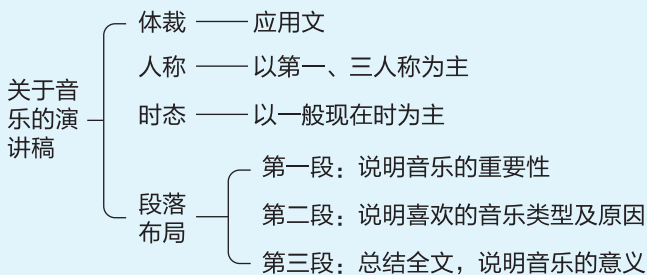 关于音
乐的演
讲稿
体裁 应用文
人称 以第一、三人称为主
时态 以一般现在时为主
段落
布局
第一段：说明音乐的重要性
第二段：说明喜欢的音乐类型及原因
第三段：总结全文，说明音乐的意义